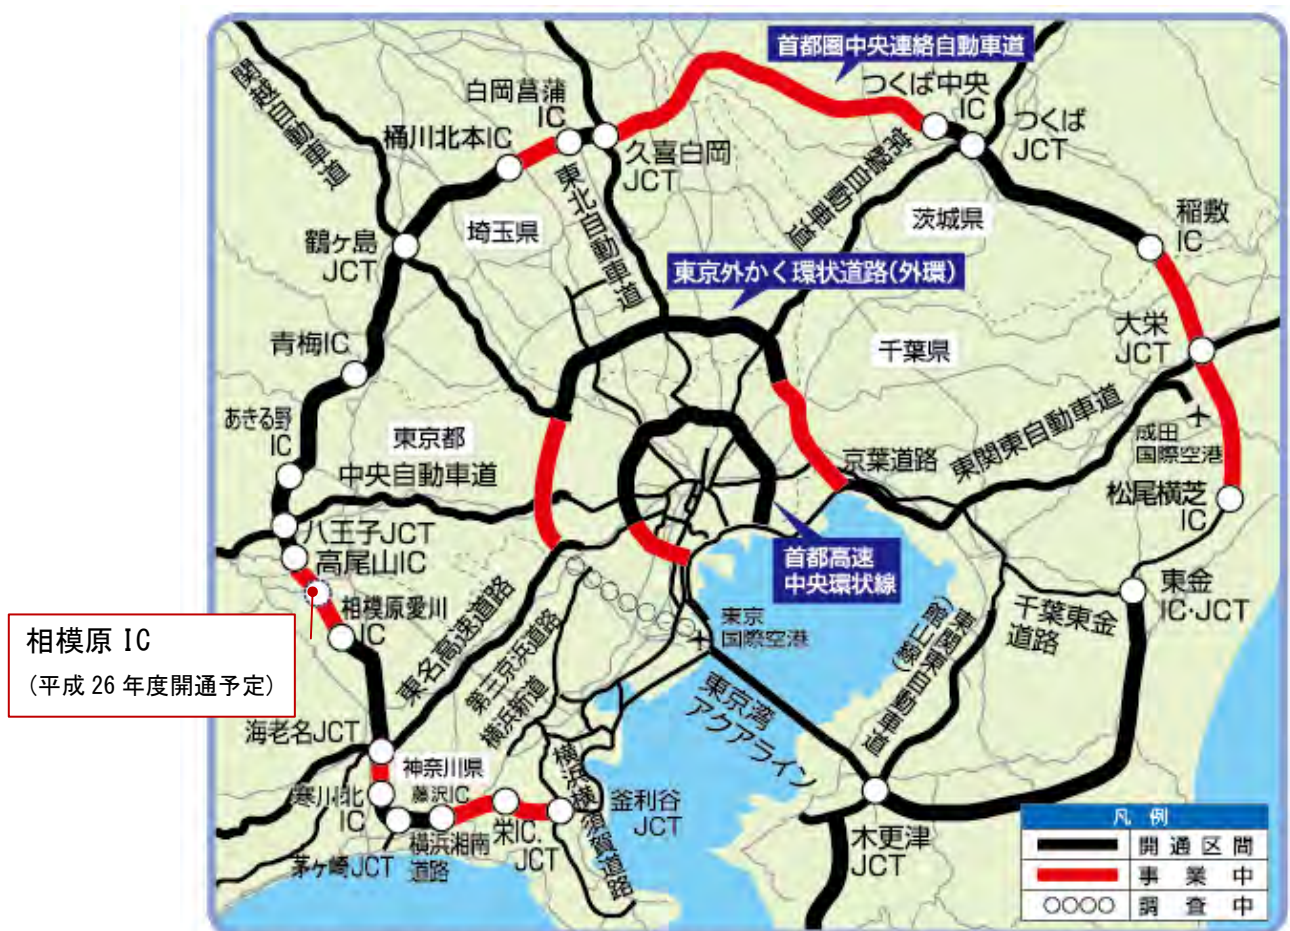 首都圏中央連絡自動車道
関越自動車道
白岡菖蒲
IC
つくば中央
IC
つくば
JCT
桶川北本IC
久喜白岡
JCT
東北自動車道
常磐自動車道
稲敷
IC
埼玉県
茨城県
鶴ヶ島
JCT
東京外かく環状道路(外環)
大栄
JCT
青梅IC
千葉県
あきる野
IC
東京都
中央自動車道
京葉道路
東関東自動車道
成田
国際空港
松尾横芝
IC
八王子JCT
高尾山IC
首都高速
中央環状線
東金
IC・JCT
相模原愛川
IC
相模原 IC
(平成 26 年度開通予定)
東名高速道路
第三京浜道路
横浜新道
東京
国際空港
千葉東金
道路
東関東自動車道
(館山線)
東京湾
アクアライン
海老名JCT
神奈川県
寒川北
IC
藤沢IC
横浜横須賀道路
釜利谷
JCT
栄IC.
JCT
横浜湘南
道路
茅ヶ崎JCT
木更津
JCT
凡例
開通区間
事業中
調査中